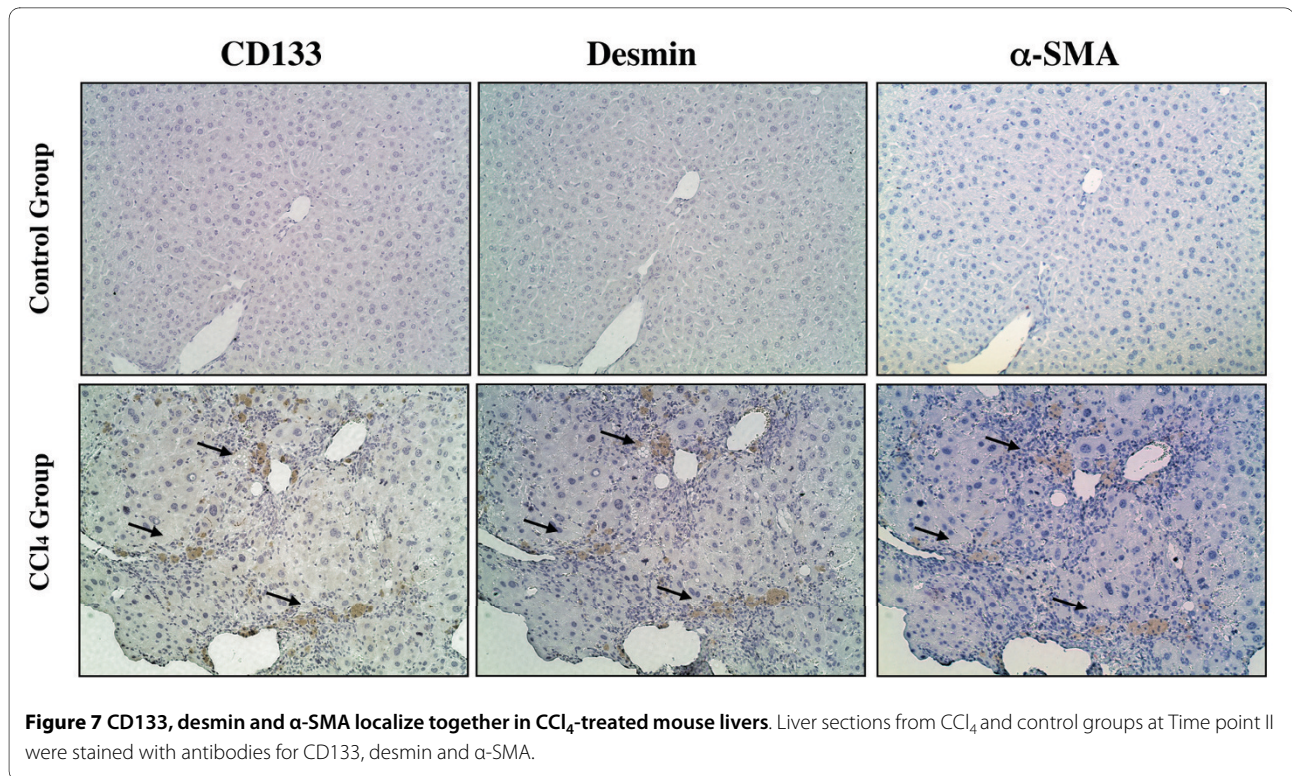 CD133 Desmin α-SMA
Control Group
CCl4 Group
Figure 7 CD133, desmin and α-SMA localize together in CCl₄-treated mouse livers. Liver sections from CCl₄ and control groups at Time point II
were stained with antibodies for CD133, desmin and α-SMA.